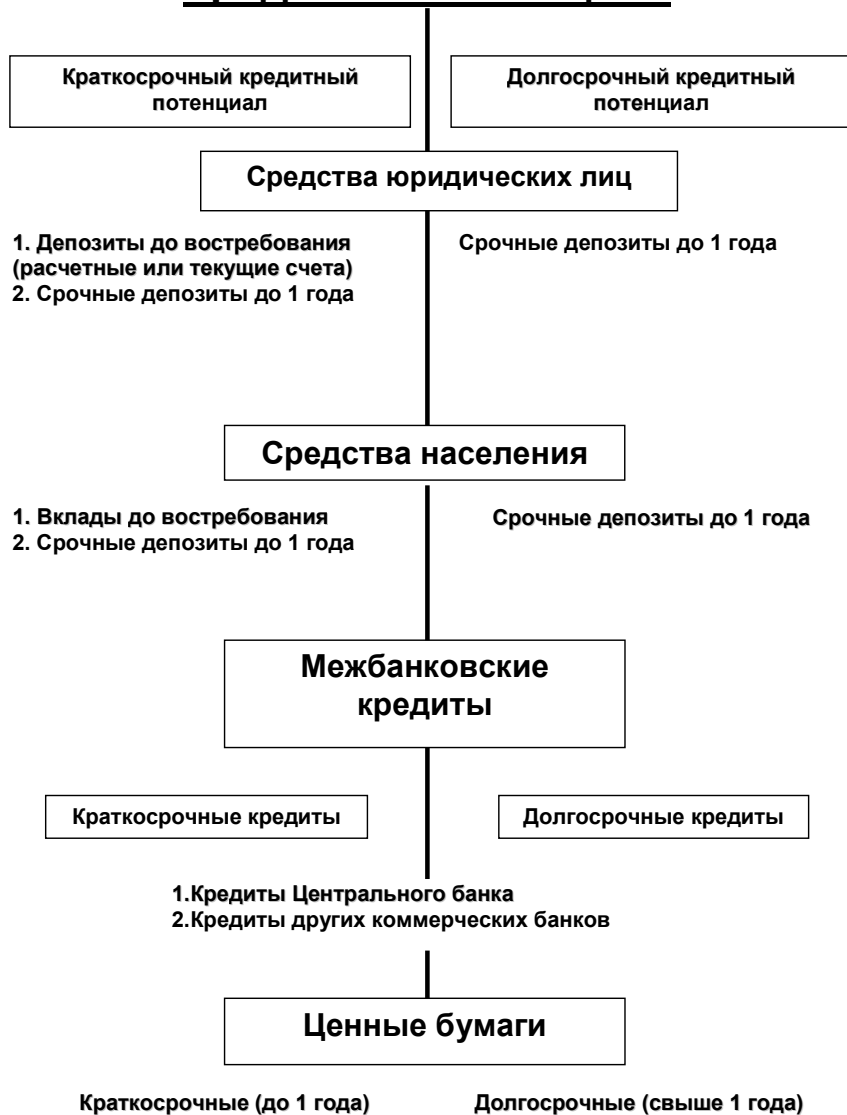 Краткосрочный кредитный
потенциал
Долгосрочный кредитный
потенциал
Средства юридических лиц
1. Депозиты до востребования
(расчетные или текущие счета)
2. Срочные депозиты до 1 года
Срочные депозиты до 1 года
Средства населения
1. Вклады до востребования
2. Срочные депозиты до 1 года
Срочные депозиты до 1 года
Межбанковские
кредиты
Краткосрочные кредиты
Долгосрочные кредиты
1.Кредиты Центрального банка
2.Кредиты других коммерческих банков
Ценные бумаги
Краткосрочные (до 1 года)
Долгосрочные (свыше 1 года)